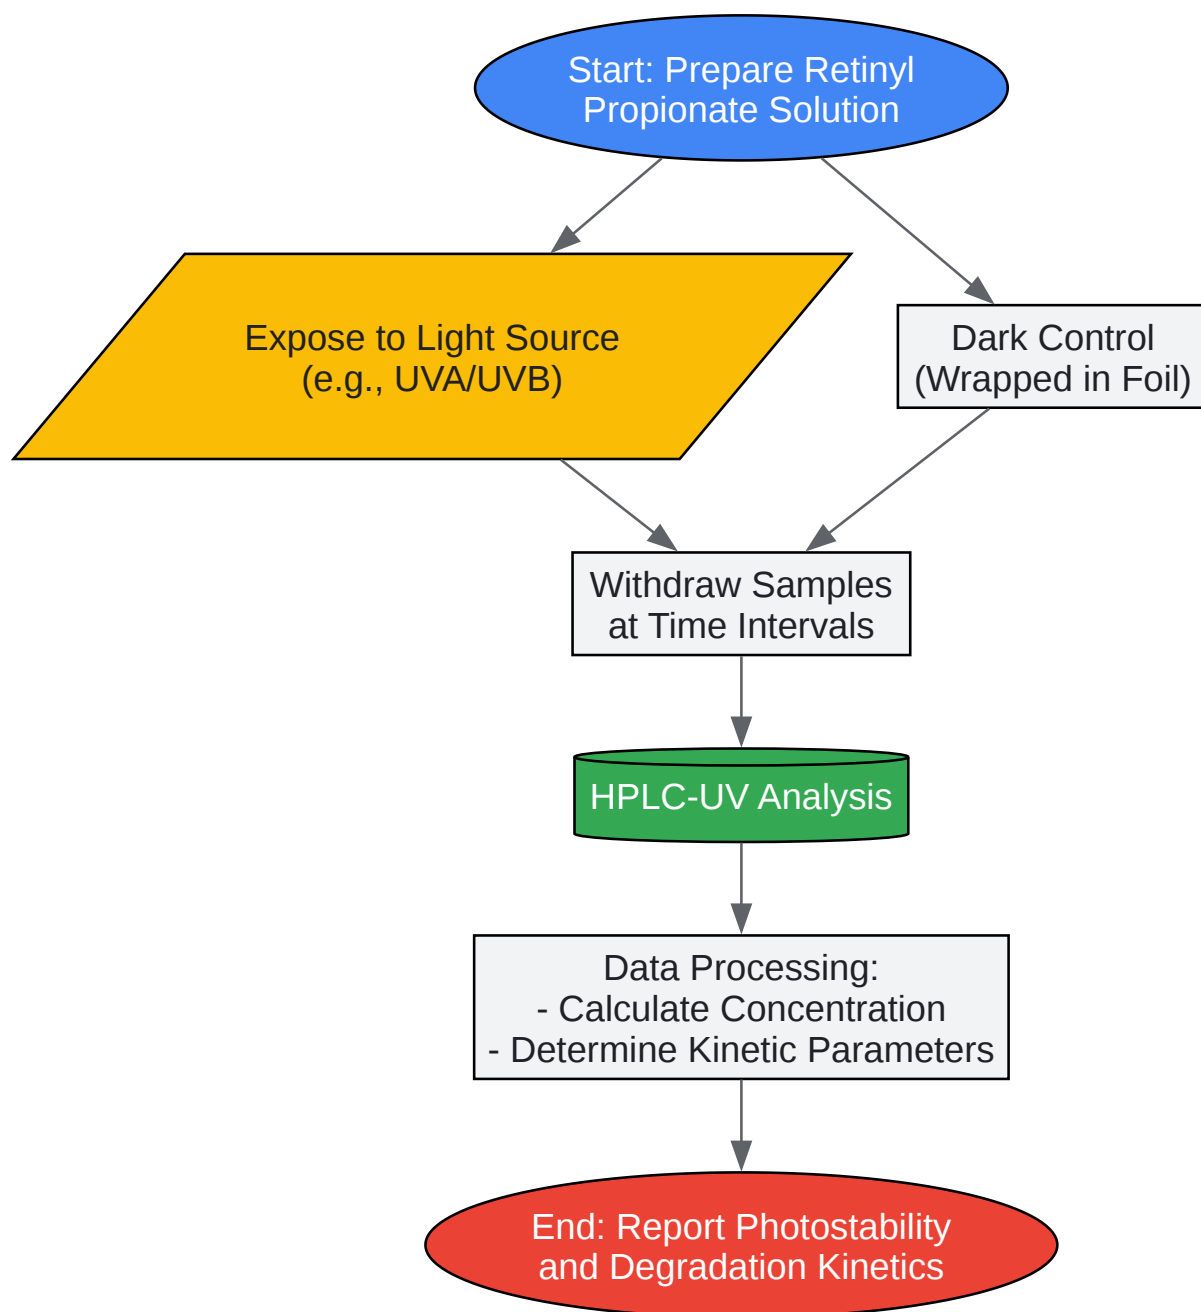 Start: Prepare Retinyl
Propionate Solution
Expose to Light Source
(e.g., UVA/UVB)
Dark Control
(Wrapped in Foil)
Withdraw Samples
at Time Intervals
HPLC-UV Analysis
Data Processing:
- Calculate Concentration
- Determine Kinetic Parameters
End: Report Photostability
and Degradation Kinetics